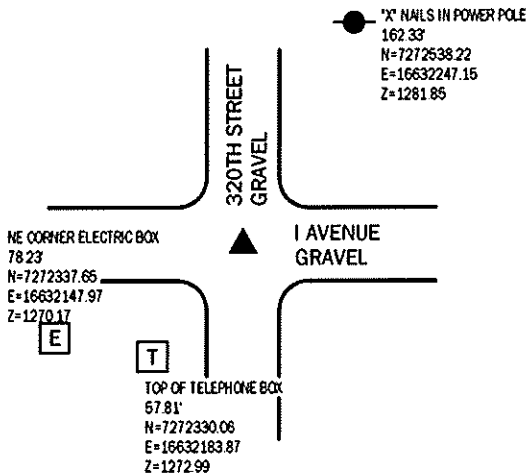 "X" NAILS IN POWER POLE
162.33'
N=7272538.22
E=16632247.15
Z=1281.85
320TH STREET
GRAVEL
I AVENUE
GRAVEL
NE CORNER ELECTRIC BOX
78.23'
N=7272337.65
E=16632147.97
Z=1270.17
E
T
TOP OF TELEPHONE BOX
57.81'
N=7272330.06
E=16632183.87
Z=1272.99